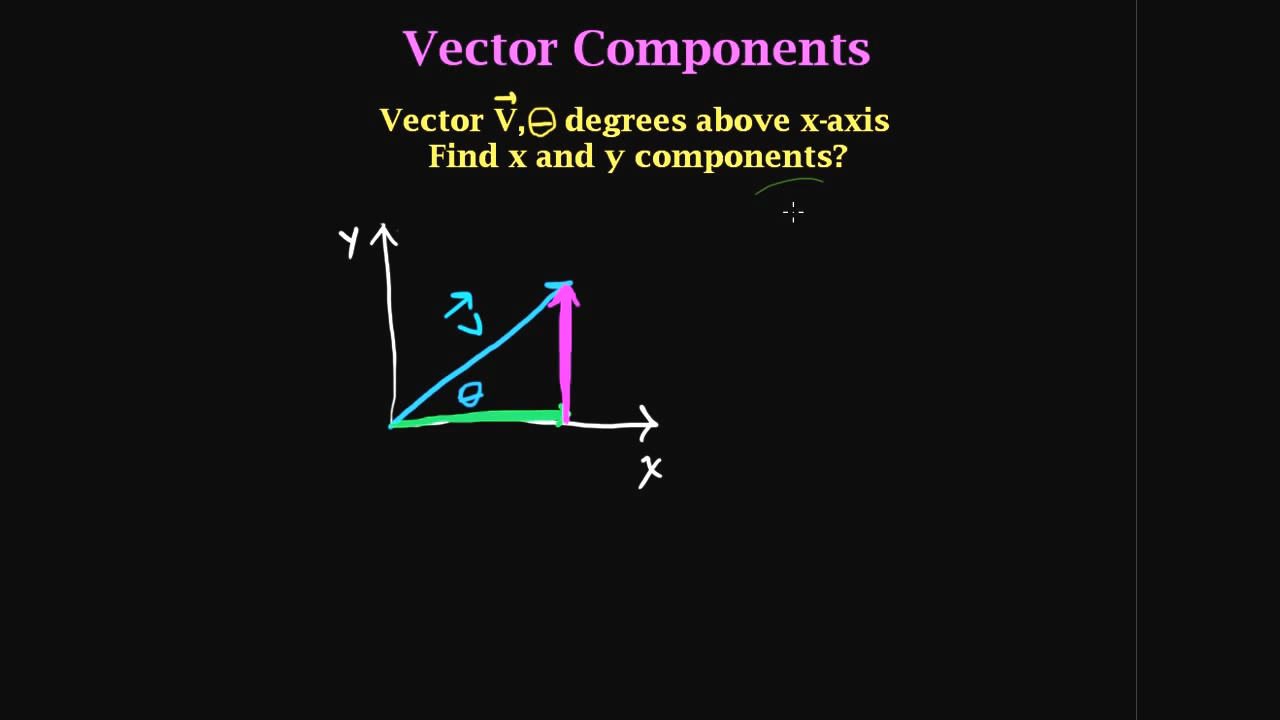 Vector Components
Vector V⃗,θ degrees above x-axis
Find x and y components?
y
v⃗
θ
x